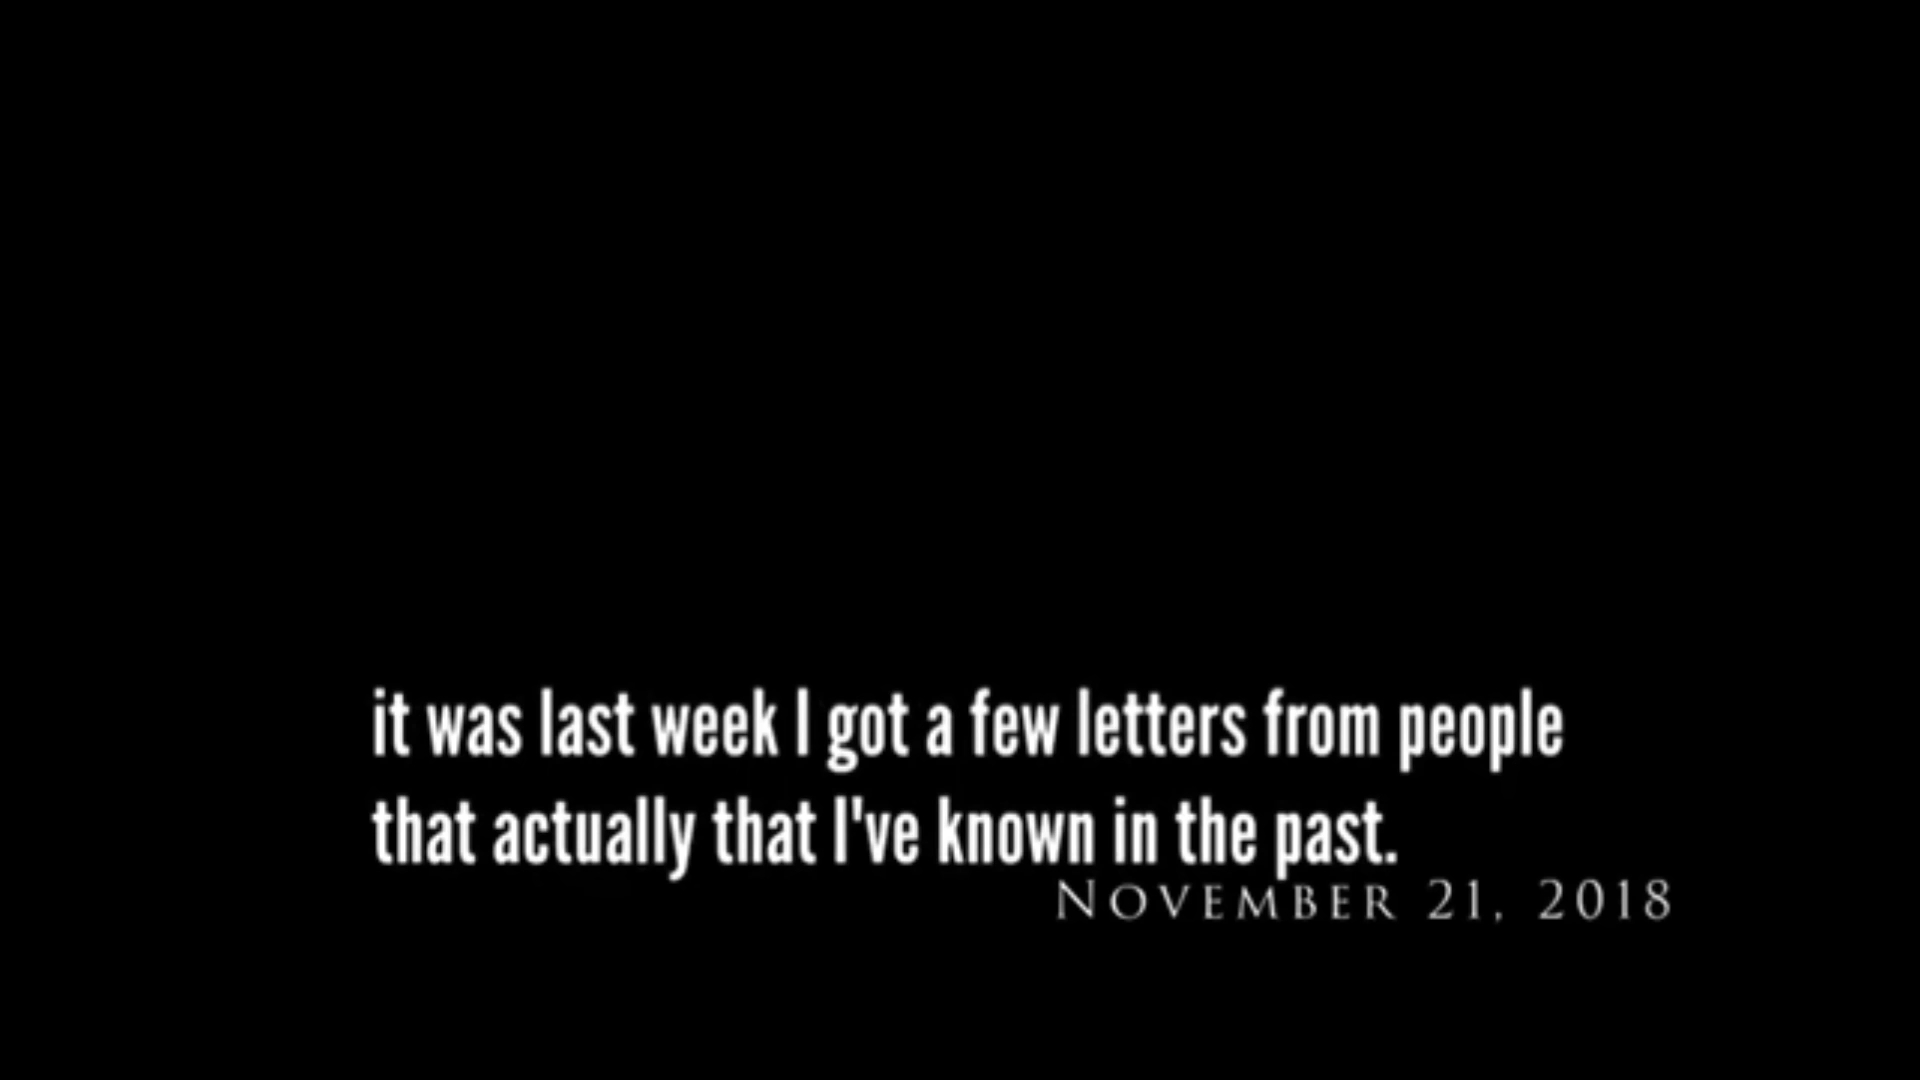 it was last week I got a few letters from people
that actually that I've known in the past.
NOVEMBER 21, 2018